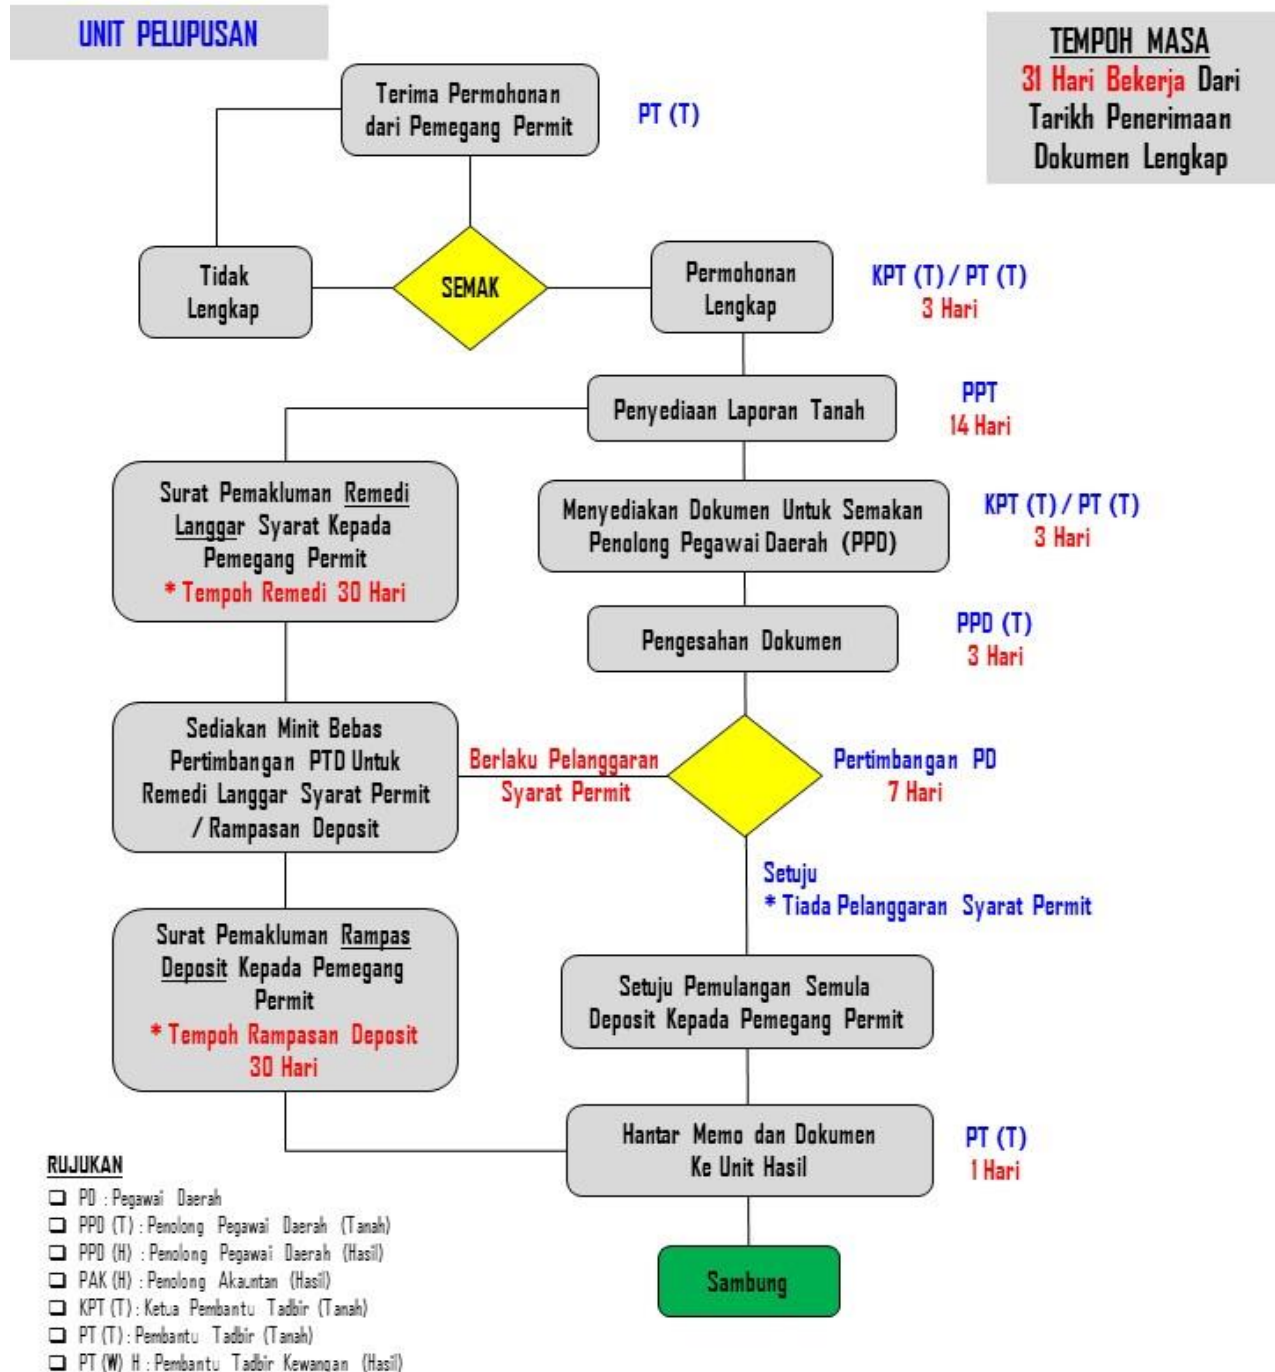 UNIT PELUPUSAN
TEMPOH MASA
31 Hari Bekerja Dari
Tarikh Penerimaan
Dokumen Lengkap
Terima Permohonan
dari Pemegang Permit
PT (T)
Tidak
Lengkap
SEMAK
Permohonan
Lengkap
KPT (T) / PT (T)
3 Hari
Penyediaan Laporan Tanah
PPT
14 Hari
Surat Pemakluman Remedi
Langgar Syarat Kepada
Pemegang Permit
* Tempoh Remedi 30 Hari
Menyediakan Dokumen Untuk Semakan
Penolong Pegawai Daerah (PPD)
KPT (T) / PT (T)
3 Hari
Pengesahan Dokumen
PPD (T)
3 Hari
Sediakan Minit Bebas
Pertimbangan PTD Untuk
Remedi Langgar Syarat Permit
/ Rampasan Deposit
Berlaku Pelanggaran
Syarat Permit
Pertimbangan PD
7 Hari
Setuju
* Tiada Pelanggaran Syarat Permit
Surat Pemakluman Rampas
Deposit Kepada Pemegang
Permit
* Tempoh Rampasan Deposit
30 Hari
Setuju Pemulangan Semula
Deposit Kepada Pemegang Permit
Hantar Memo dan Dokumen
Ke Unit Hasil
PT (T)
1 Hari
Sambung
RUJUKAN
❑ PD : Pegawai Daerah
❑ PPD (T) : Penolong Pegawai Daerah (Tanah)
❑ PPD (H) : Penolong Pegawai Daerah (Hasil)
❑ PAK (H) : Penolong Akauntan (Hasil)
❑ KPT (T) : Ketua Pembantu Tadbir (Tanah)
❑ PT (T) : Pembantu Tadbir (Tanah)
❑ PT (W) H : Pembantu Tadbir Kewangan (Hasil)